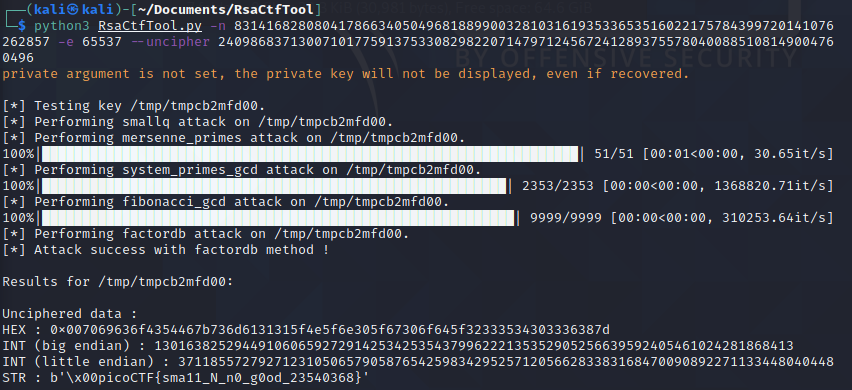 ┌──(kali㉿kali)-[~/Documents/RsaCtfTool]
└─$ python3 RsaCtfTool.py -n 831416828080417866340504968188990032810316193533653516022175784399720141076
262857 -e 65537 --uncipher 24098683713007101775913753308298220714797124567241289375578040088510814900476
0496
private argument is not set, the private key will not be displayed, even if recovered.
BY OFFENSIVE SECURITY
[*] Testing key /tmp/tmpcb2mfd00.
[*] Performing smallq attack on /tmp/tmpcb2mfd00.
[*] Performing mersenne_primes attack on /tmp/tmpcb2mfd00.
100%| | 51/51 [00:01<00:00, 30.65it/s]
[*] Performing system_primes_gcd attack on /tmp/tmpcb2mfd00.
100%| | 2353/2353 [00:00<00:00, 1368820.71it/s]
[*] Performing fibonacci_gcd attack on /tmp/tmpcb2mfd00.
100%| | 9999/9999 [00:00<00:00, 310253.64it/s]
[*] Performing factordb attack on /tmp/tmpcb2mfd00.
[*] Attack success with factordb method !
Results for /tmp/tmpcb2mfd00:
Unciphered data :
HEX : 0×007069636f4354467b736d6131315f4e5f6e305f67306f645f32333534303336387d
INT (big endian) : 13016382529449106065927291425342535437996222135352905256639592405461024281868413
INT (little endian) : 3711855727927123105065790587654259834295257120566283383168470090892271133448040448
STR : b'\x00picoCTF{sma11_N_n0_g0od_23540368}'